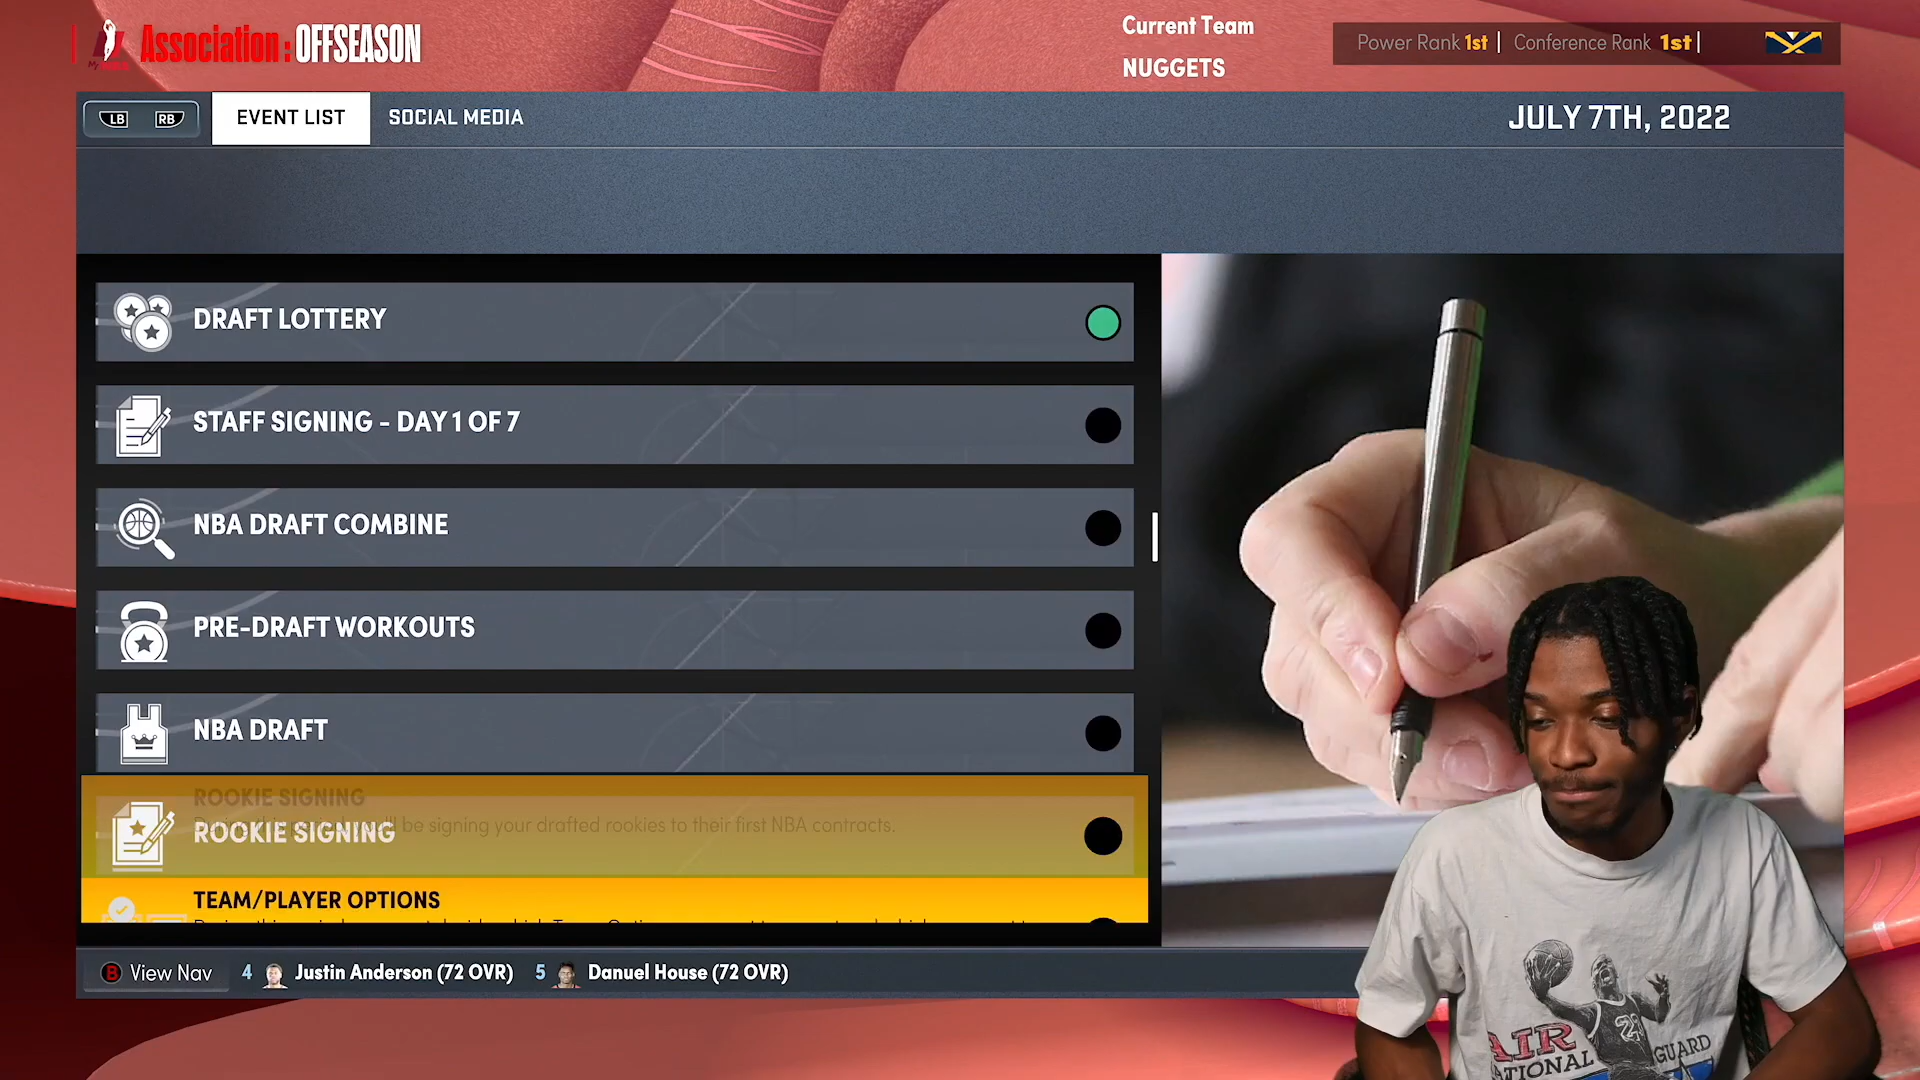 Association: OFFSEASON
Current Team
NUGGETS
Power Rank 1st | Conference Rank 1st |
LB RB EVENT LIST SOCIAL MEDIA JULY 7TH, 2022
DRAFT LOTTERY
STAFF SIGNING - DAY 1 OF 7
NBA DRAFT COMBINE
PRE-DRAFT WORKOUTS
NBA DRAFT
ROOKIE SIGNING
be signing your drafted rookies to their first NBA contracts.
ROOKIE SIGNING
TEAM/PLAYER OPTIONS
B View Nav 4 Justin Anderson (72 OVR) 5 Danuel House (72 OVR)
AIR
NATIONAL GUARD
23